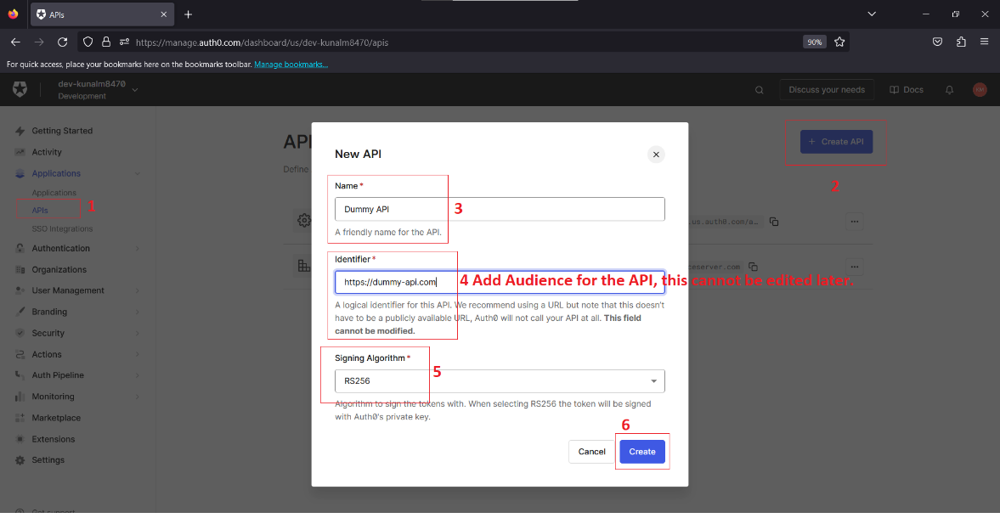 APIs
https://manage.auth0.com/dashboard/us/dev-kunalm8470/apis
90%
For quick access, place your bookmarks here on the bookmarks toolbar. Manage bookmarks...
dev-kunalm8470
Development
Discuss your needs
Docs
KM
Getting Started
Activity
Applications
Applications
APIs
1
SSO Integrations
Authentication
Organizations
User Management
Branding
Security
Actions
Auth Pipeline
Monitoring
Marketplace
Extensions
Settings
Get support
API
Define
+ Create API
2
.us.auth0.com/a…
ceserver.com
New API
Name *
Dummy API
3
A friendly name for the API.
Identifier *
https://dummy-api.com
4 Add Audience for the API, this cannot be edited later.
A logical identifier for this API. We recommend using a URL but note that this doesn't
have to be a publicly available URL, Auth0 will not call your API at all. This field
cannot be modified.
Signing Algorithm *
5
RS256
Algorithm to sign the tokens with. When selecting RS256 the token will be signed
with Auth0's private key.
6
Cancel
Create